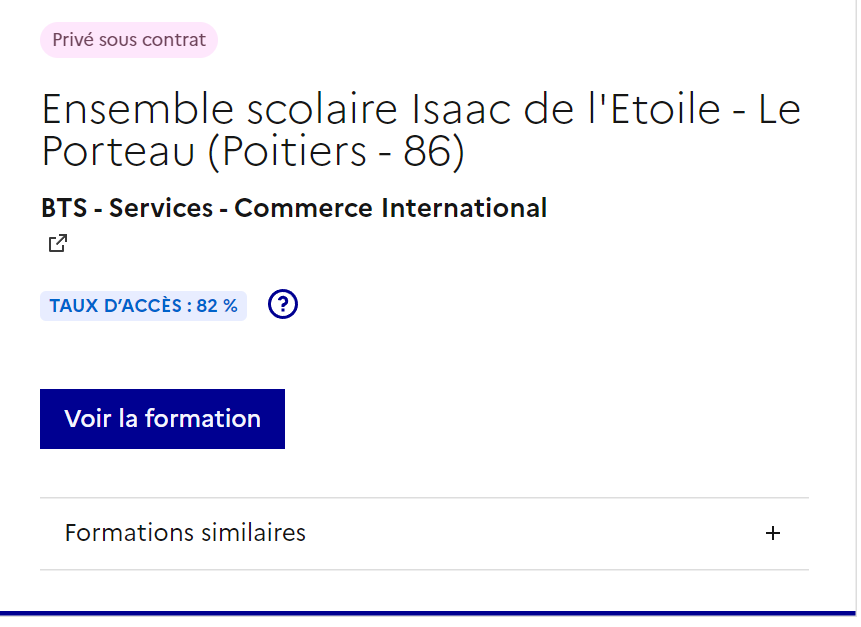 Privé sous contrat
Ensemble scolaire Isaac de l'Etoile - Le
Porteau (Poitiers - 86)
BTS - Services - Commerce International
TAUX D’ACCÈS : 82 %
?
Voir la formation
Formations similaires
+